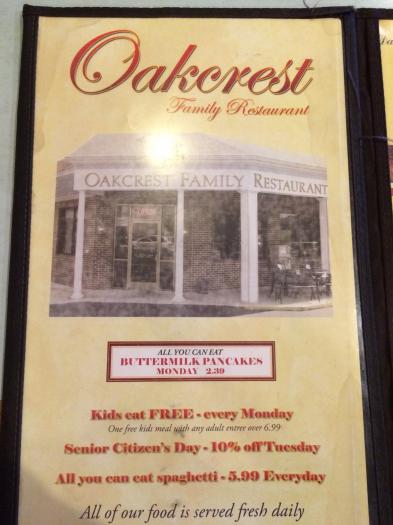 Oakcrest
Family Restaurant
OAKCREST FAMILY RESTAURANT
ALL YOU CAN EAT
BUTTERMILK PANCAKES
MONDAY 2.39
Kids eat FREE - every Monday
One free kids meal with any adult entree over 6.99
Senior Citizen's Day - 10% off Tuesday
All you can eat spaghetti - 5.99 Everyday
All of our food is served fresh daily